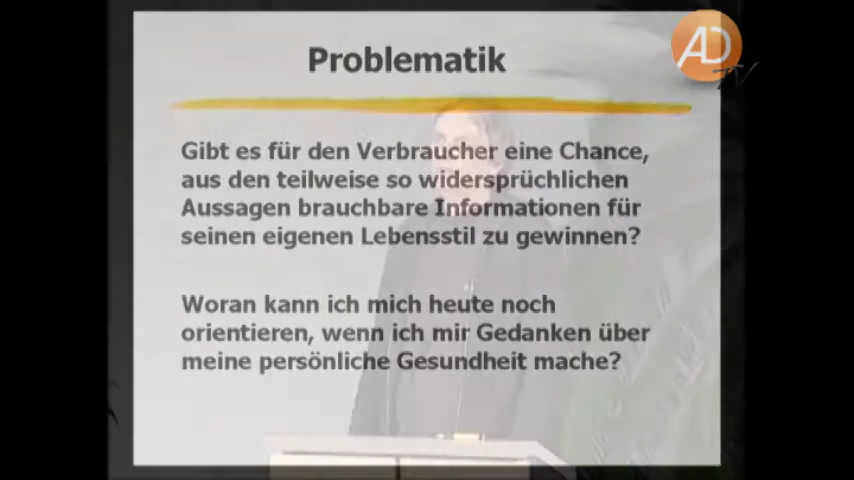 AD
TV
Problematik
Gibt es für den Verbraucher eine Chance,
aus den teilweise so widersprüchlichen
Aussagen brauchbare Informationen für
seinen eigenen Lebensstil zu gewinnen?
Woran kann ich mich heute noch
orientieren, wenn ich mir Gedanken über
meine persönliche Gesundheit mache?